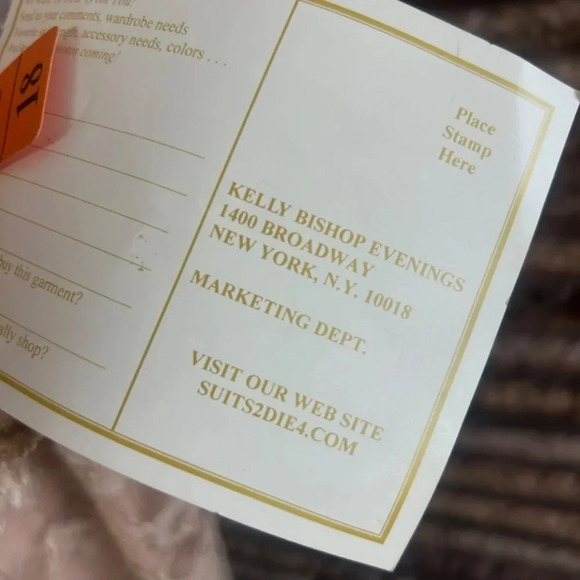 Send us your comments, wardrobe needs
accessory needs, colors . . .
coming!
18
buy this garment?
shop?
Place
Stamp
Here
KELLY BISHOP EVENINGS
1400 BROADWAY
NEW YORK, N.Y. 10018
MARKETING DEPT.
VISIT OUR WEB SITE
SUITS2DIE4.COM